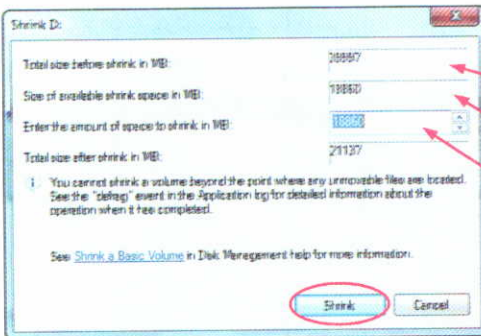 Shrink D:
Total size before shrink in MB: 39997
Size of available shrink space in MB: 18860
Enter the amount of space to shrink in MB: 18860
Total size after shrink in MB: 21137
You cannot shrink a volume beyond the point where any unmovable files are located.
See the "defrag" event in the Application log for detailed information about the
operation when it has completed.
See Shrink a Basic Volume in Disk Management help for more information.
Shrink Cancel